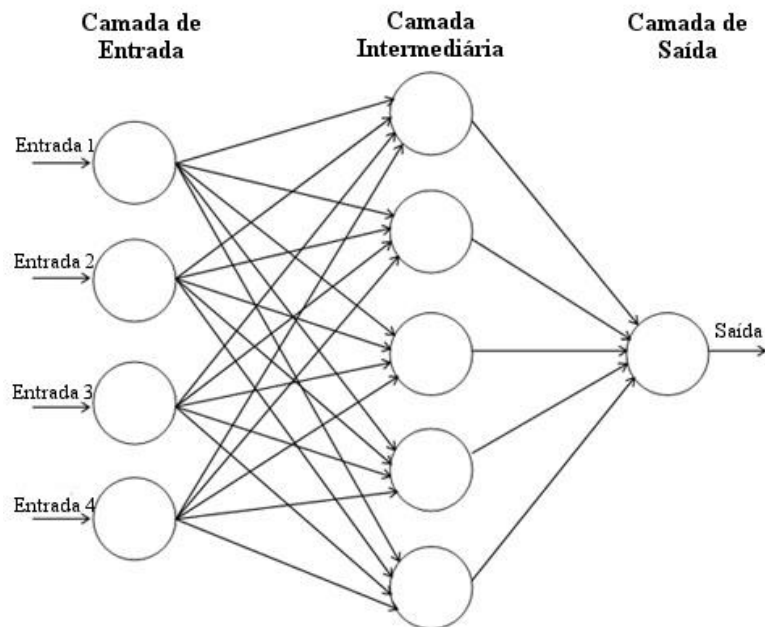 Camada de
Entrada
Camada
Intermediária
Camada de
Saída
Entrada 1
Entrada 2
Entrada 3
Entrada 4
Saída